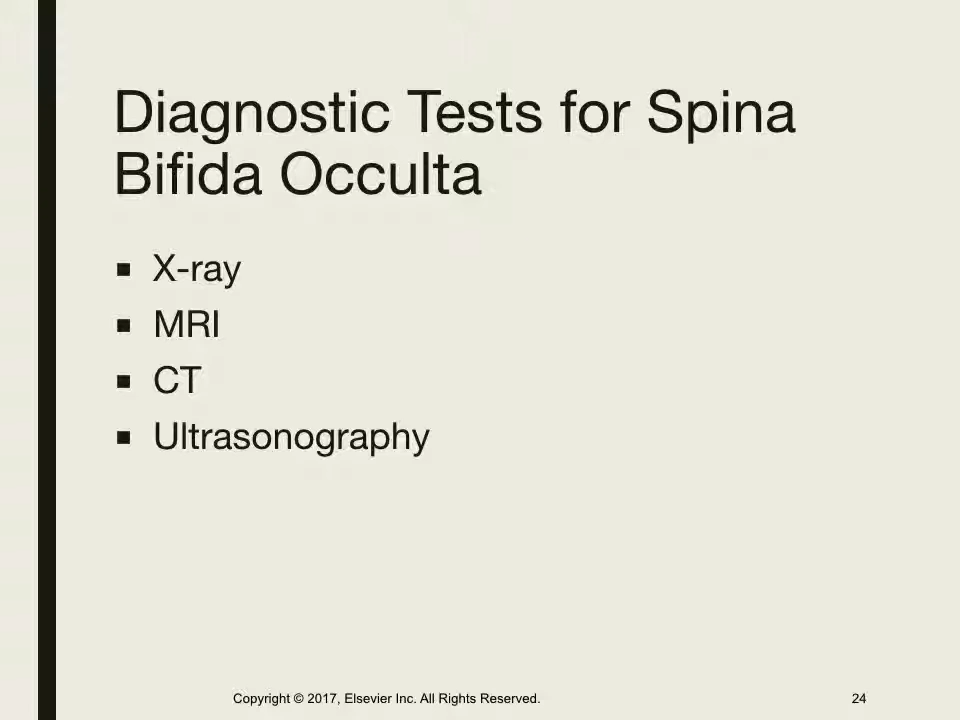 Diagnostic Tests for Spina
Bifida Occulta
▪ X-ray
▪ MRI
▪ CT
▪ Ultrasonography
Copyright © 2017, Elsevier Inc. All Rights Reserved.
24